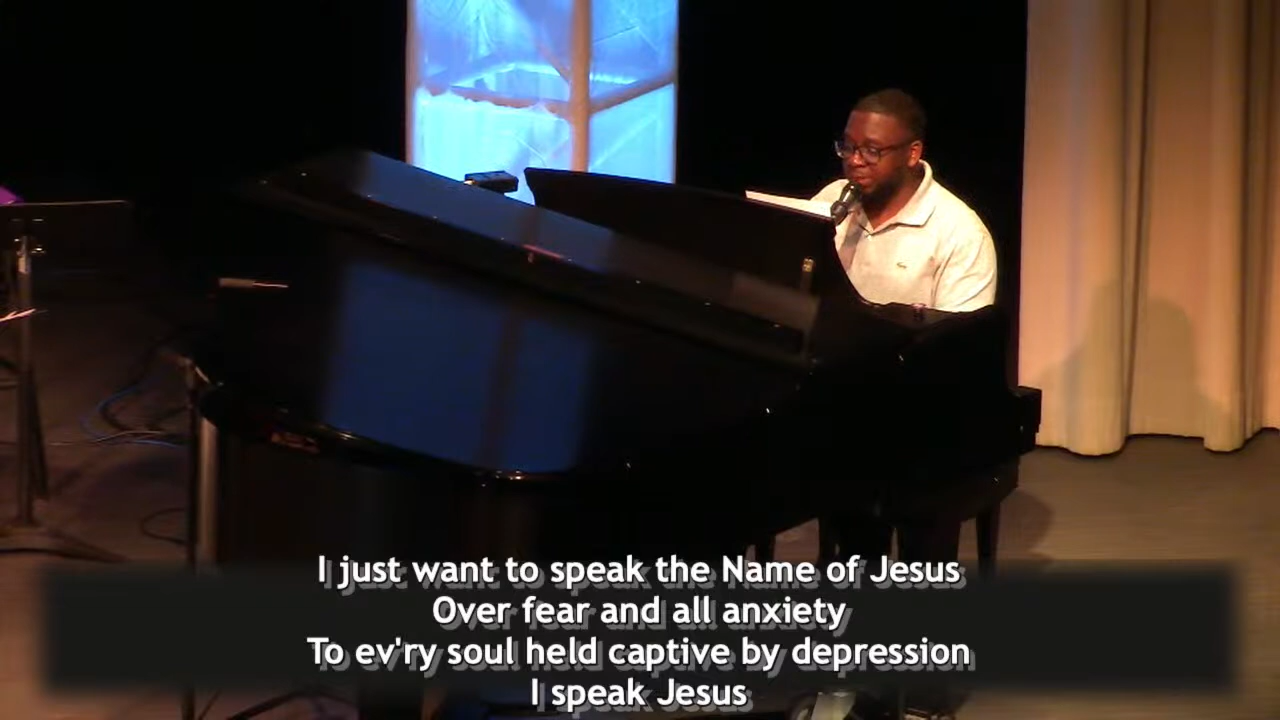 I just want to speak the Name of Jesus
Over fear and all anxiety
To ev'ry soul held captive by depression
I speak Jesus